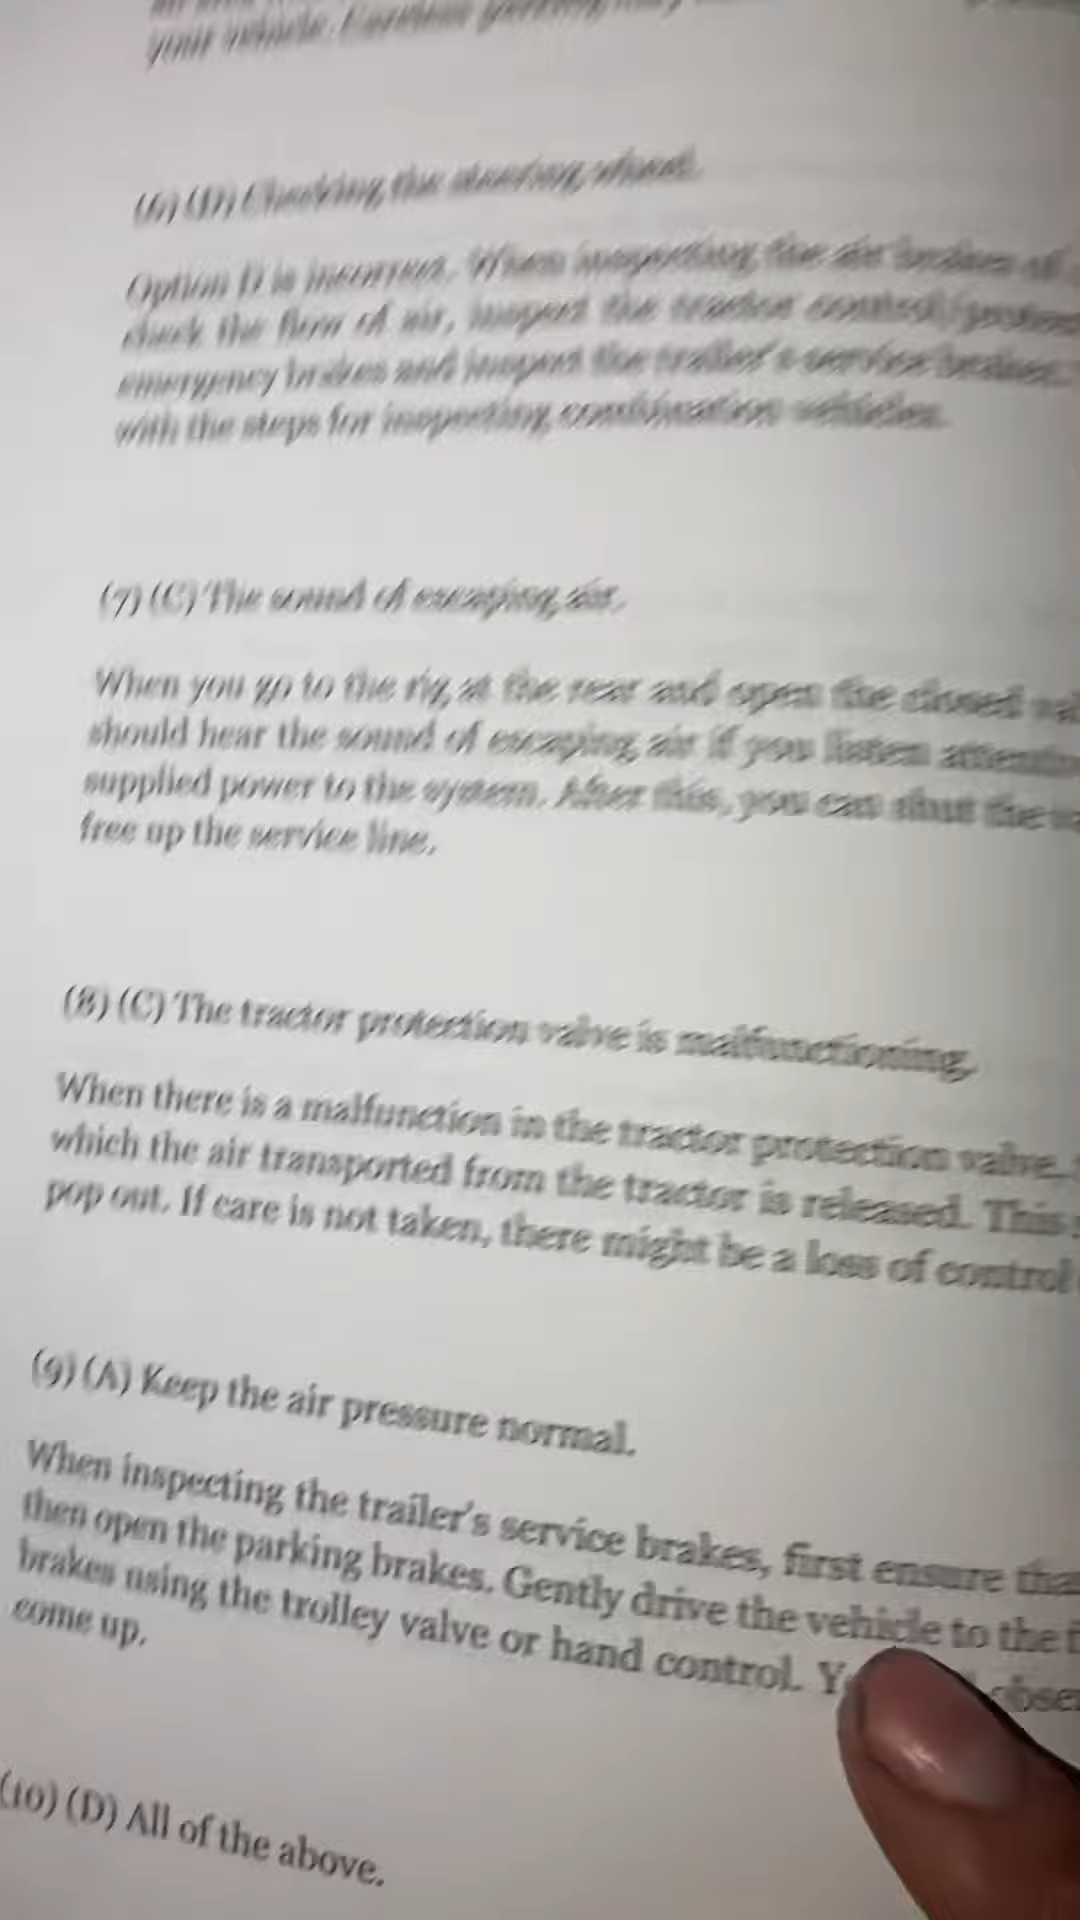 your vehicle.
(6) (D) Checking the steering wheel.
Option D is incorrect. When inspecting the air brakes of
check the flow of air, inspect the tractor
emergency brakes and inspect the trailer's service brakes.
with the steps for inspecting combination vehicles.
(7) (C) The sound of escaping air.
When you go to the rig at the rear and open the closed
should hear the sound of escaping air if you listen
supplied power to the system. After this, you can shut the
free up the service line.
(8) (C) The tractor protection valve is malfunctioning.
When there is a malfunction in the tractor protection valve.
which the air transported from the tractor is released. This
pop out. If care is not taken, there might be a loss of control
(9) (A) Keep the air pressure normal.
When inspecting the trailer's service brakes, first ensure
then open the parking brakes. Gently drive the vehicle to the
brakes using the trolley valve or hand control.
come up.
(10) (D) All of the above.